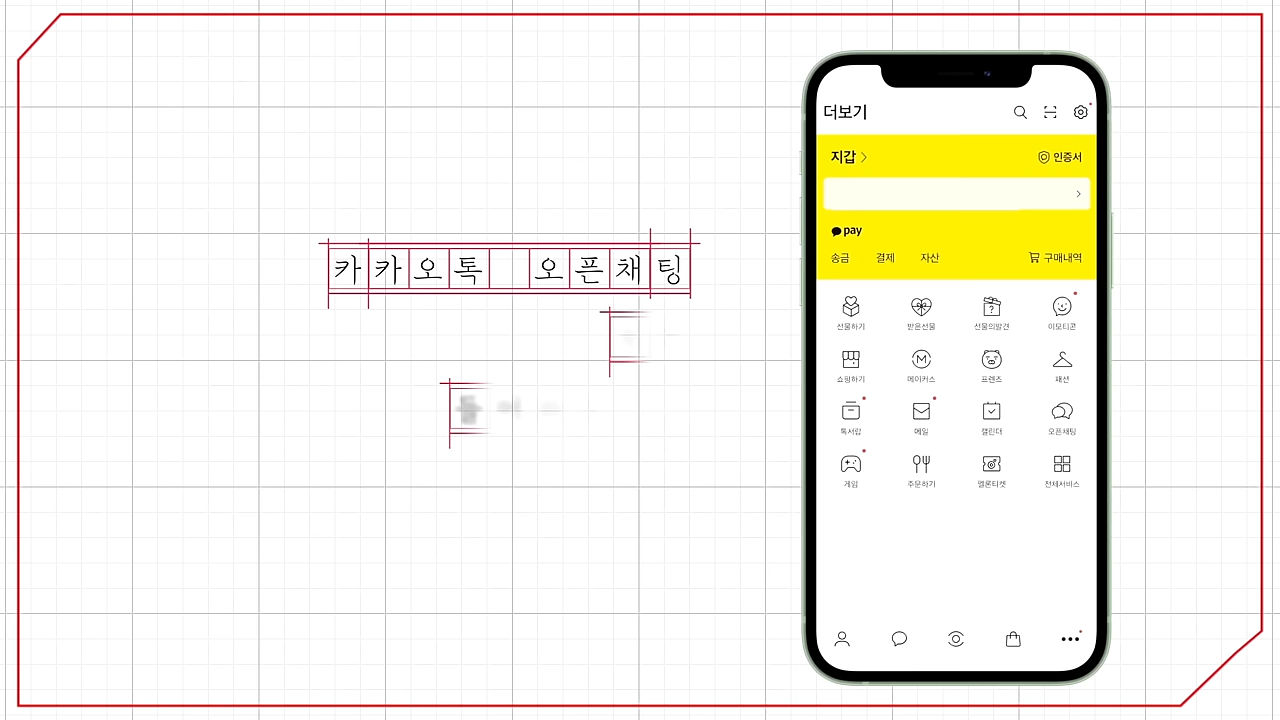 카카오톡 오픈채팅
더보기
지갑 >
인증서
pay
송금 결제 자산 구매내역
선물하기 받은선물 선물의발견 이모티콘
쇼핑하기 메이커스 프렌즈 패션
톡서랍 메일 캘린더 오픈채팅
게임 주문하기 멜론티켓 전체서비스